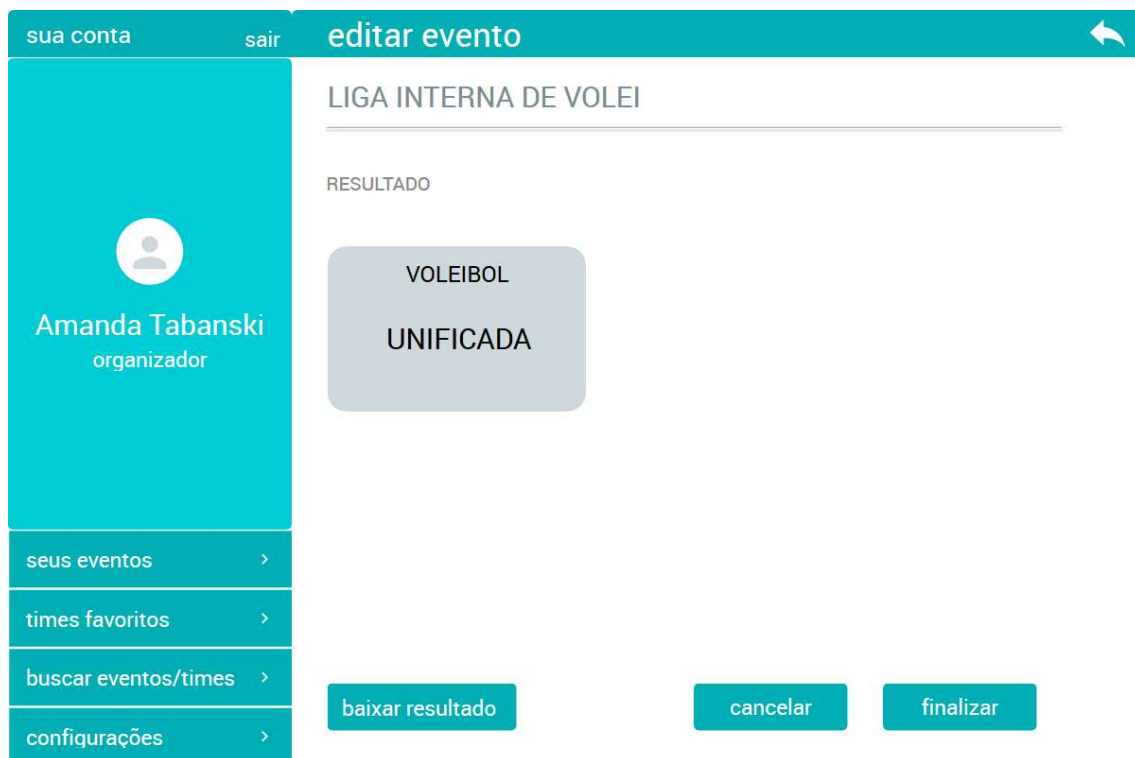 sua conta
sair
editar evento
LIGA INTERNA DE VOLEI
RESULTADO
VOLEIBOL
UNIFICADA
Amanda Tabanski
organizador
seus eventos
times favoritos
buscar eventos/times
configurações
baixar resultado
cancelar
finalizar